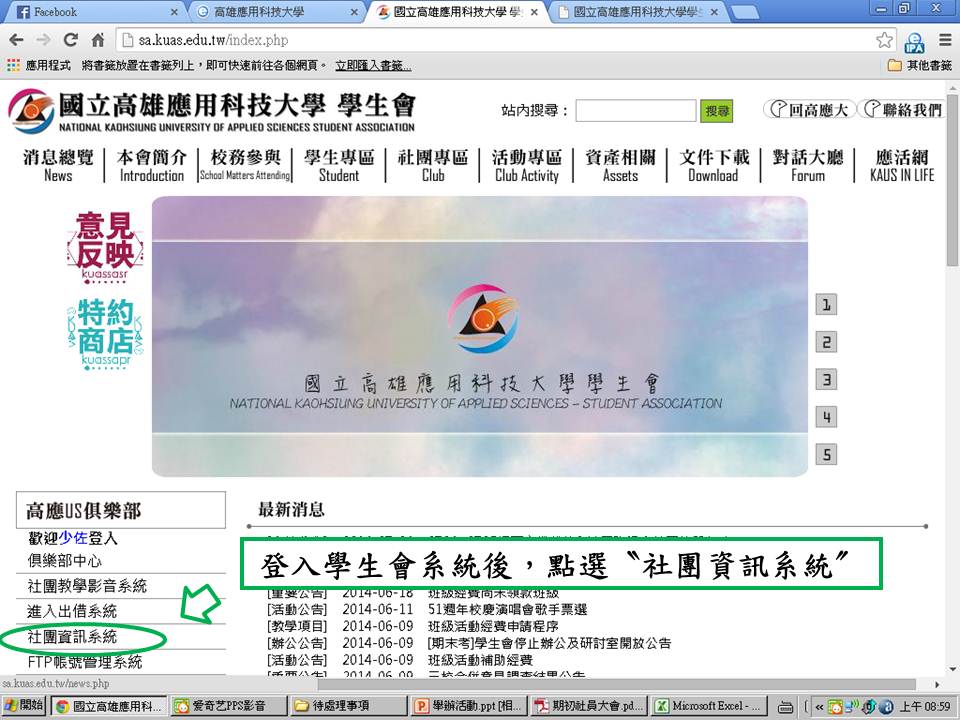 Facebook
高雄應用科技大學
國立高雄應用科技大學 學
國立高雄應用科技大學學
sa.kuas.edu.tw/index.php
IPA
應用程式 將書籤放置在書籤列上，即可快速前往各個網頁。 立即匯入書籤...
其他書籤
國立高雄應用科技大學 學生會
NATIONAL KAOHSIUNG UNIVERSITY OF APPLIED SCIENCES STUDENT ASSOCIATION
站內搜尋：
搜尋
回高應大
聯絡我們
消息總覽 本會簡介 校務參與 學生專區 社團專區 活動專區 資產相關 文件下載 對話大廳 應活網
News Introduction School Matters Attending Student Club Club Activity Assets Download Forum KAUS IN LIFE
意見
反映
kuassasr
特約
商店
kuassapr
國立高雄應用科技大學學生會
NATIONAL KAOHSIUNG UNIVERSITY OF APPLIED SCIENCES - STUDENT ASSOCIATION
1
2
3
4
5
高應US俱樂部
歡迎少佐登入
俱樂部中心
社團教學影音系統
進入出借系統
社團資訊系統
FTP帳號管理系統
最新消息
登入學生會系統後，點選〝社團資訊系統〞
[重要公告] 2014-06-18 班級經費尚未領款班級
[活動公告] 2014-06-11 51週年校慶演唱會歌手票選
[教學項目] 2014-06-09 班級活動經費申請程序
[辦公公告] 2014-06-09 [期末考]學生會停止辦公及研討室開放公告
[活動公告] 2014-06-09 班級活動補助經費
[重要公告] 2014-06-09 三校合併意見調查結果公告
sa.kuas.edu.tw/news.php
開始
國立高雄應用科...
爱奇艺PPS影音
待處理事項
舉辦活動.ppt [相...
期初社員大會.pd...
Microsoft Excel - ...
上午 08:59